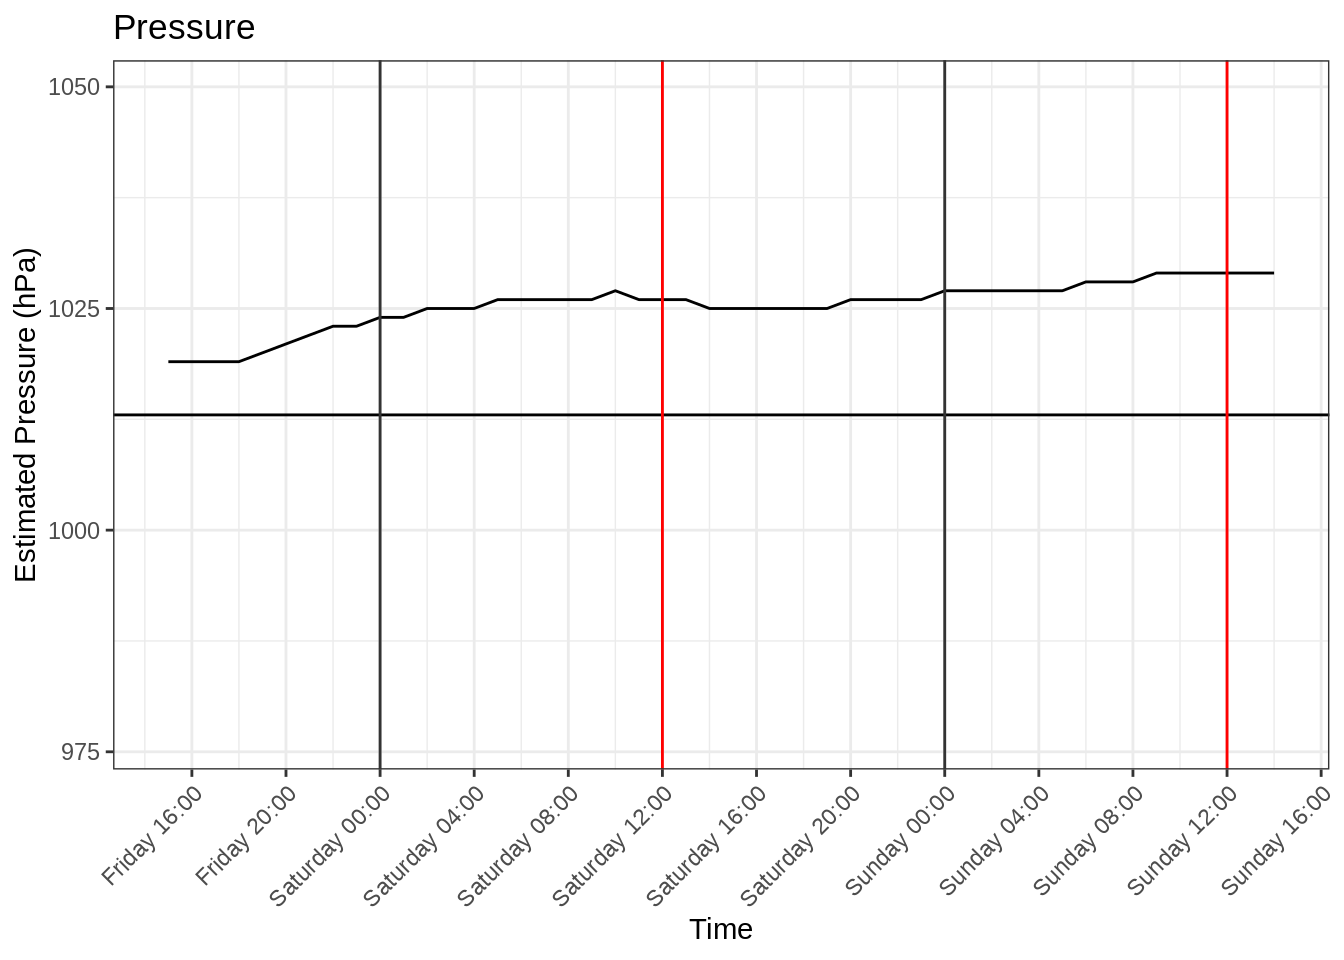 Pressure
Estimated Pressure (hPa)
1050
1025
1000
975
Friday 16:00
Friday 20:00
Saturday 00:00
Saturday 04:00
Saturday 08:00
Saturday 12:00
Saturday 16:00
Saturday 20:00
Sunday 00:00
Sunday 04:00
Sunday 08:00
Sunday 12:00
Sunday 16:00
Time